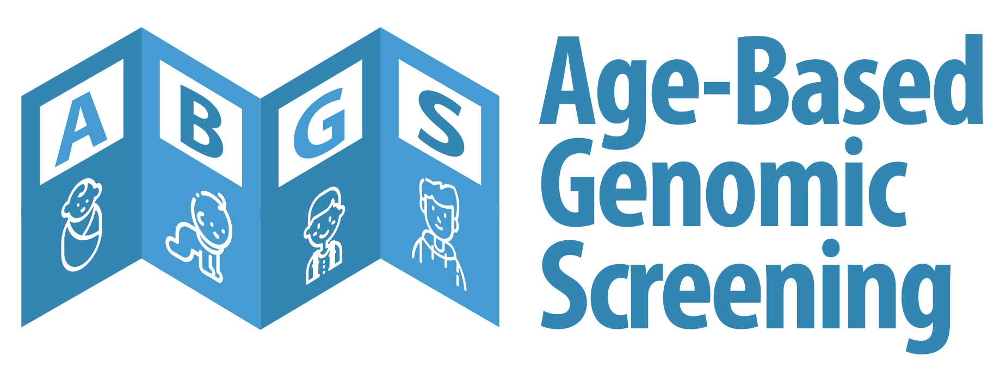 A B G S
Age-Based
Genomic
Screening